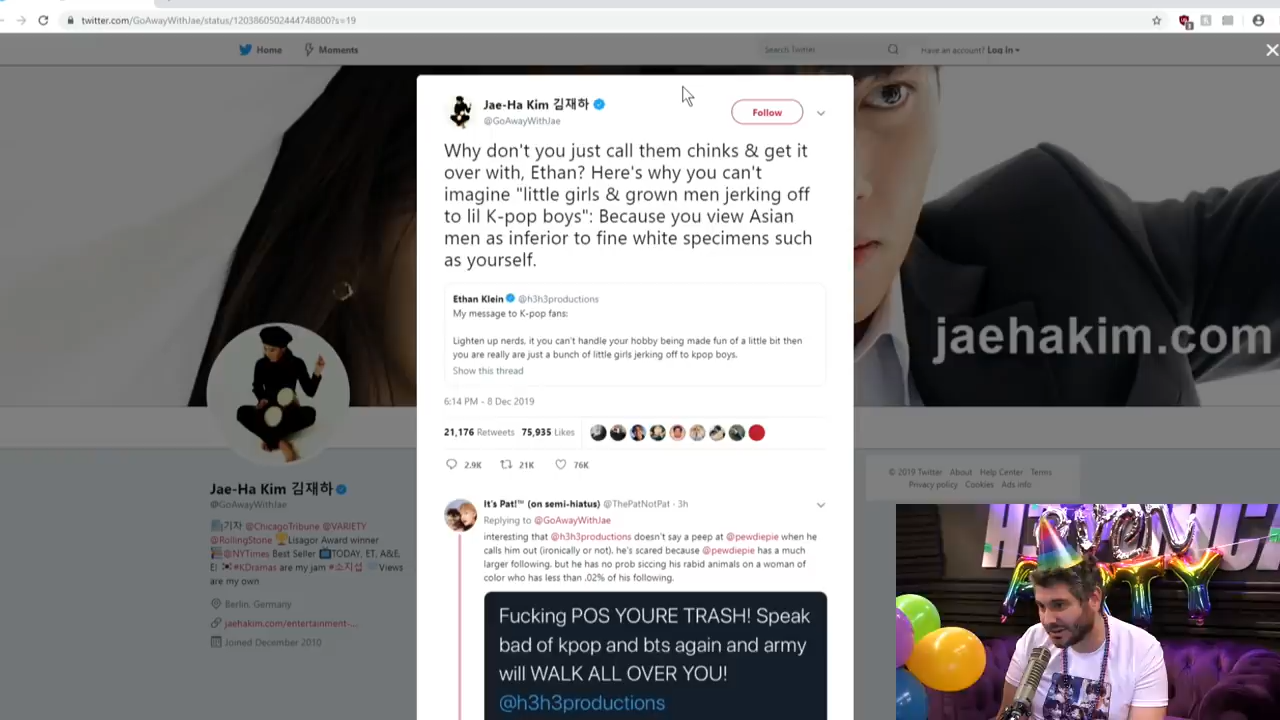 twitter.com/GoAwayWithJae/status/1203860502444748800?s=19
Home Moments
Search Twitter
Have an account? Log in
Jae-Ha Kim 김재하
@GoAwayWithJae
Follow
Why don't you just call them chinks & get it
over with, Ethan? Here's why you can't
imagine "little girls & grown men jerking off
to lil K-pop boys": Because you view Asian
men as inferior to fine white specimens such
as yourself.
Ethan Klein @h3h3productions
My message to K-pop fans:
Lighten up nerds, it you can't handle your hobby being made fun of a little bit then
you are really are just a bunch of little girls jerking off to kpop boys.
Show this thread
6:14 PM - 8 Dec 2019
21,176 Retweets 75,935 Likes
2.9K 21K 76K
It's Pat!™ (on semi-hiatus) @ThePatNotPat · 3h
Replying to @GoAwayWithJae
interesting that @h3h3productions doesn't say a peep at @pewdiepie when he
calls him out (ironically or not). he's scared because @pewdiepie has a much
larger following. but he has no prob siccing his rabid animals on a woman of
color who has less than .02% of his following.
Fucking POS YOURE TRASH! Speak
bad of kpop and bts again and army
will WALK ALL OVER YOU!
@h3h3productions
jaehakim.com
Jae-Ha Kim 김재하
@GoAwayWithJae
기자 @ChicagoTribune @VARIETY
@RollingStone Lisagor Award winner
@NYTimes Best Seller TODAY, ET, A&E,
E! #KDramas are my jam #소지섭 Views
are my own
Berlin, Germany
jaehakim.com/entertainment-...
Joined December 2010
© 2019 Twitter About Help Center Terms
Privacy policy Cookies Ads info